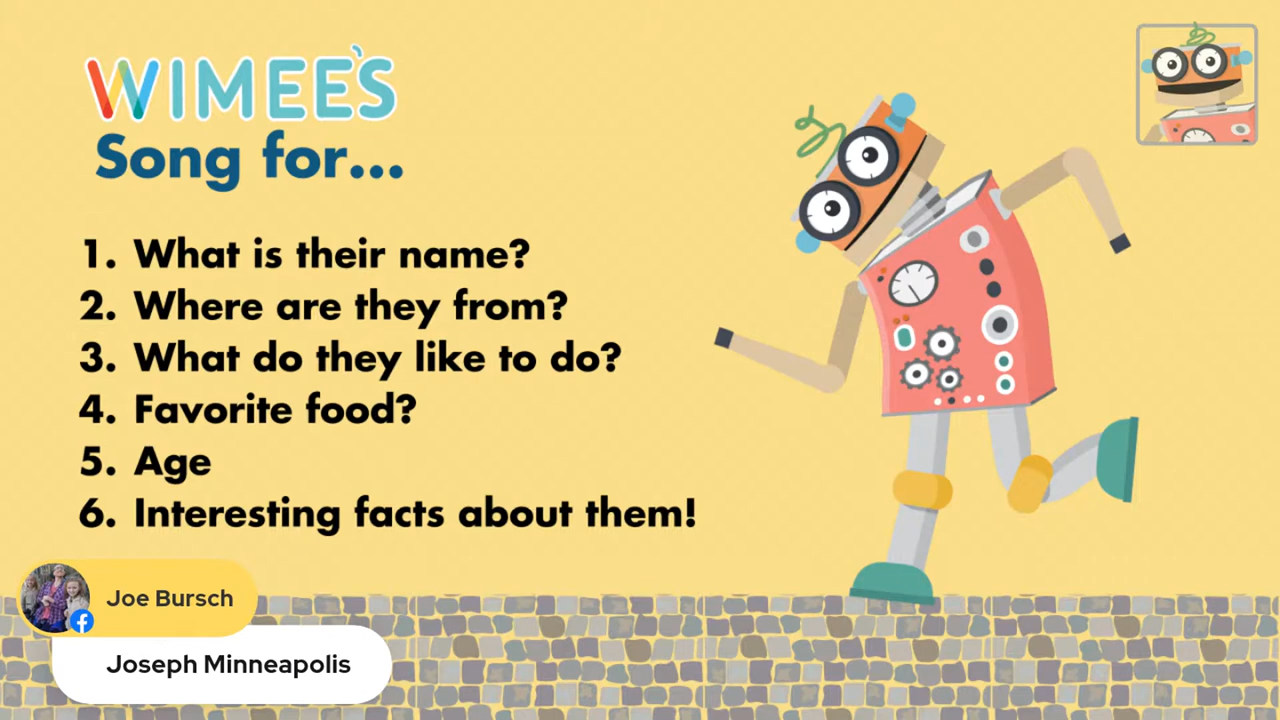 WIMEE'S
Song for...
1. What is their name?
2. Where are they from?
3. What do they like to do?
4. Favorite food?
5. Age
6. Interesting facts about them!
Joe Bursch
Joseph Minneapolis